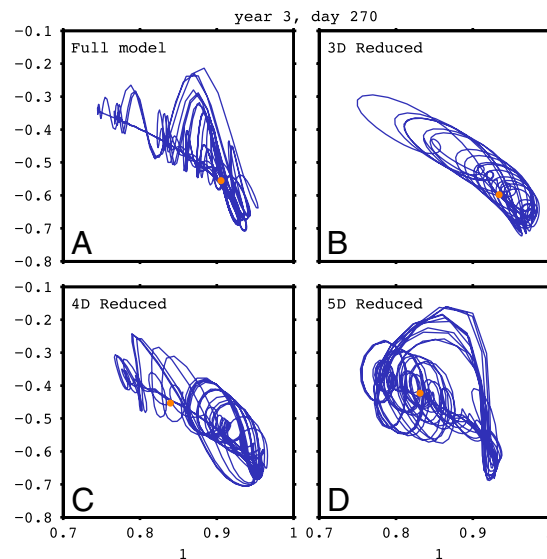 year 3, day 270
-0.1
Full model
3D Reduced
-0.2
-0.3
-0.4
-0.5
-0.6
-0.7
A
B
-0.8
-0.1
4D Reduced
5D Reduced
-0.2
-0.3
-0.4
-0.5
-0.6
-0.7
C
D
-0.8
0.7 0.8 0.9 1 0.8 0.9
1 1